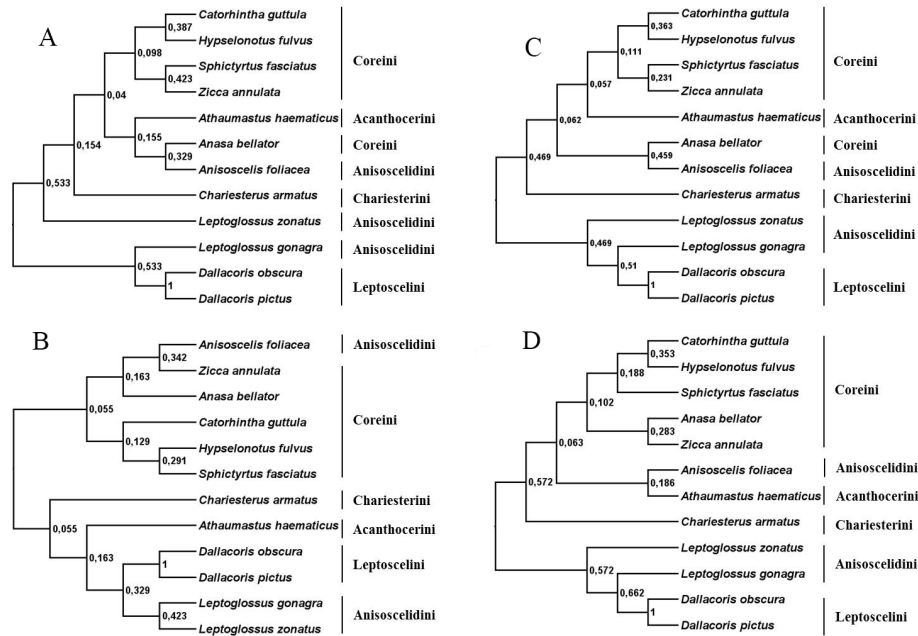 A
Catorhintha guttula
0,387
Hypselonotus fulvus
0,098
Coreini
Sphictyrtus fasciatus
0,423
Zicca annulata
0,04
Athaumastus haematicus
Acanthocerini
0,155
0,154
Anasa bellator
Coreini
0,329
Anisoscelis foliacea
Anisoscelidini
0,533
Chariesterus armatus
Chariesterini
Leptoglossus zonatus
Anisoscelidini
Leptoglossus gonagra
Anisoscelidini
0,533
Dallacoris obscura
1
Leptoscelini
Dallacoris pictus
C
Catorhintha guttula
0,363
Hypselonotus fulvus
0,111
Coreini
Sphictyrtus fasciatus
0,057
0,231
Zicca annulata
0,062
Athaumastus haematicus
Acanthocerini
Anasa bellator
Coreini
0,469
0,459
Anisoscelis foliacea
Anisoscelidini
Chariesterus armatus
Chariesterini
Leptoglossus zonatus
Anisoscelidini
0,469
Leptoglossus gonagra
0,51
Dallacoris obscura
1
Leptoscelini
Dallacoris pictus
B
Anisoscelis foliacea
Anisoscelidini
0,342
Zicca annulata
0,163
Anasa bellator
0,055
Coreini
Catorhintha guttula
0,129
Hypselonotus fulvus
0,291
Sphictyrtus fasciatus
Chariesterus armatus
Chariesterini
0,055
Athaumastus haematicus
Acanthocerini
0,163
Dallacoris obscura
1
Leptoscelini
Dallacoris pictus
0,329
Leptoglossus gonagra
0,423
Anisoscelidini
Leptoglossus zonatus
D
Catorhintha guttula
0,353
0,188
Hypselonotus fulvus
Sphictyrtus fasciatus
Coreini
0,102
Anasa bellator
0,283
0,063
Zicca annulata
Anisoscelis foliacea
Anisoscelidini
0,572
0,186
Athaumastus haematicus
Acanthocerini
Chariesterus armatus
Chariesterini
Leptoglossus zonatus
Anisoscelidini
0,572
Leptoglossus gonagra
0,662
Dallacoris obscura
1
Leptoscelini
Dallacoris pictus